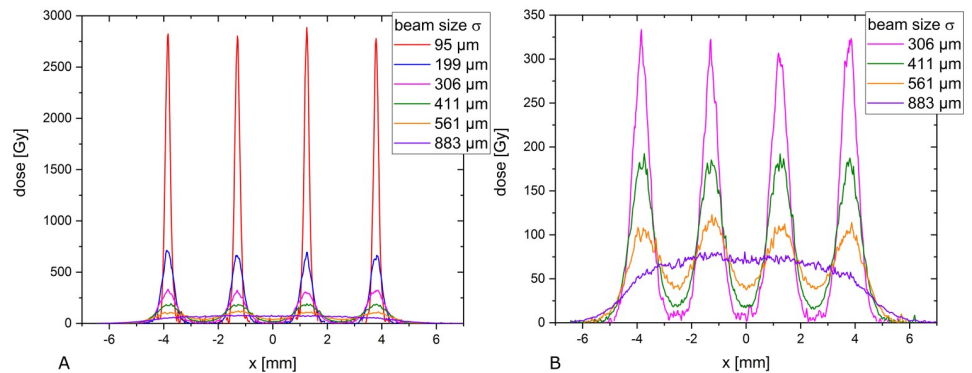 beam size σ
95 µm
199 µm
306 µm
411 µm
561 µm
883 µm
3000
2500
2000
1500
1000
500
0
dose [Gy]
-6 -4 -2 0 2 4 6
x [mm]
A
beam size σ
306 µm
411 µm
561 µm
883 µm
350
300
250
200
150
100
50
0
dose [Gy]
-6 -4 -2 0 2 4 6
x [mm]
B